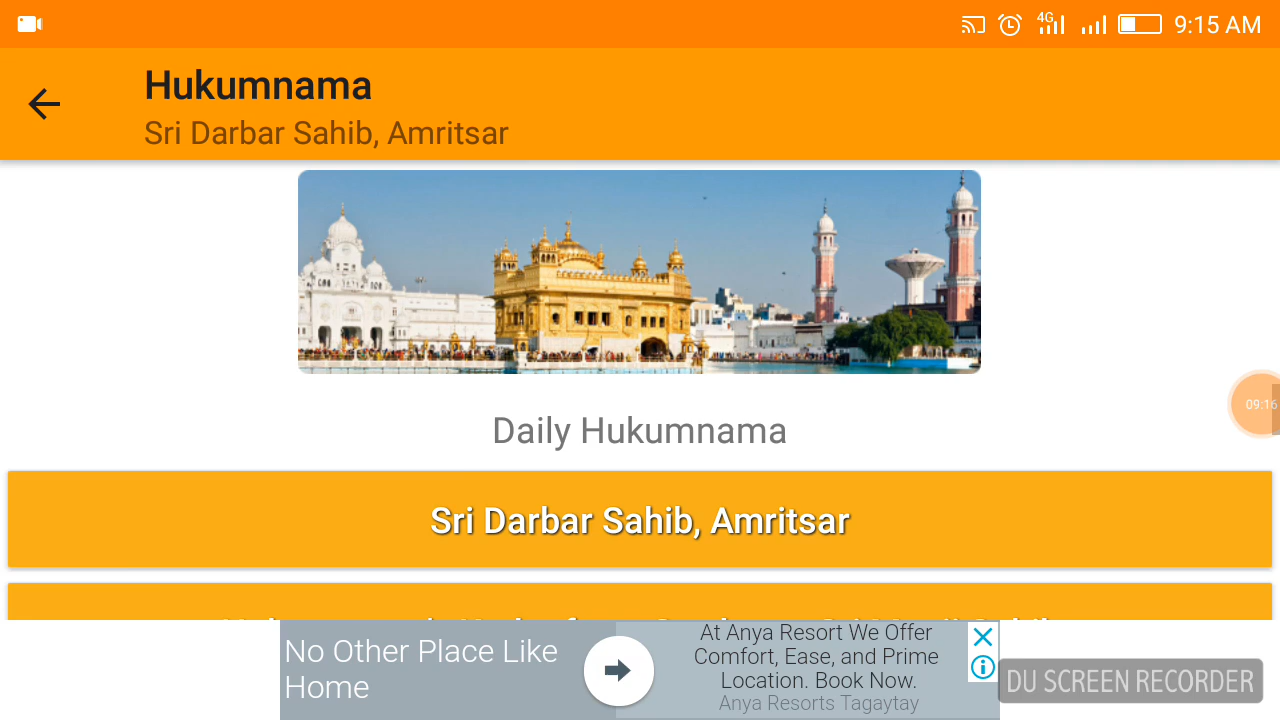 4G 9:15 AM
Hukumnama
Sri Darbar Sahib, Amritsar
Daily Hukumnama
09:16
Sri Darbar Sahib, Amritsar
No Other Place Like
Home
At Anya Resort We Offer
Comfort, Ease, and Prime
Location. Book Now.
Anya Resorts Tagaytay
DU SCREEN RECORDER